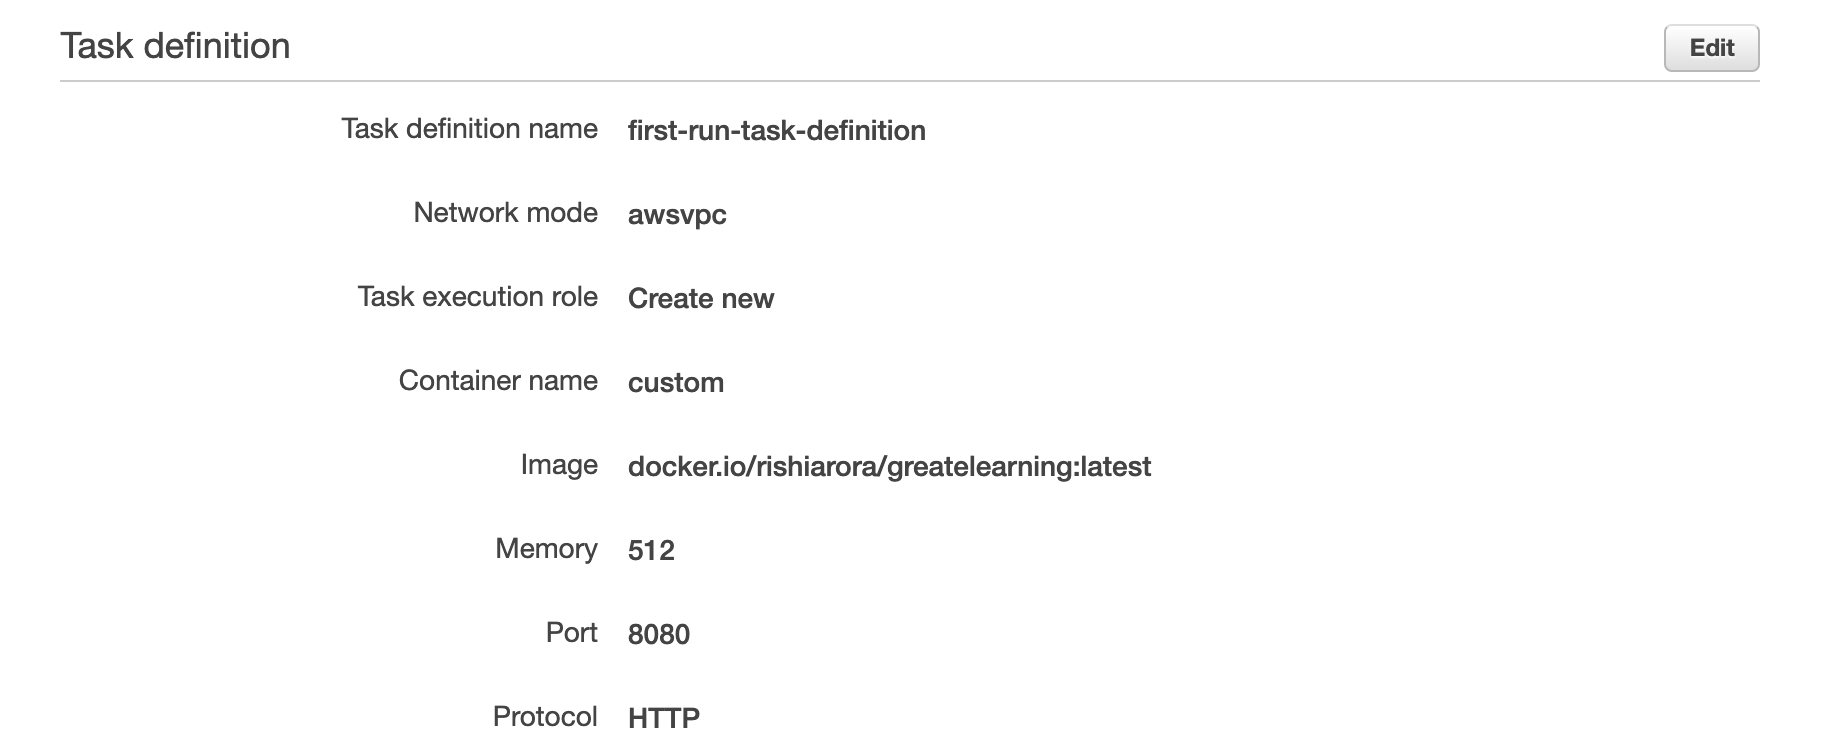 Task definition
Edit
Task definition name first-run-task-definition
Network mode awsvpc
Task execution role Create new
Container name custom
Image docker.io/rishiarora/greatelearning:latest
Memory 512
Port 8080
Protocol HTTP